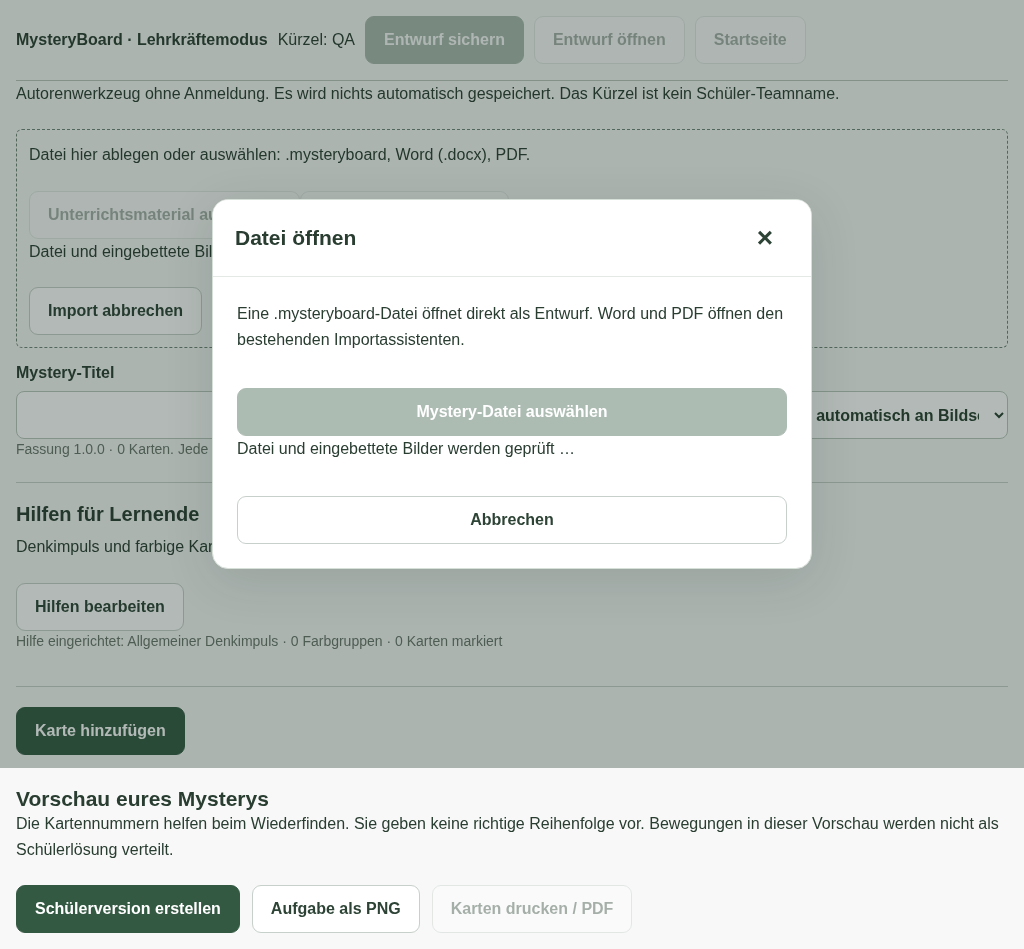 MysteryBoard · Lehrkräftemodus Kürzel: QA Entwurf sichern Entwurf öffnen Startseite
Autorenwerkzeug ohne Anmeldung. Es wird nichts automatisch gespeichert. Das Kürzel ist kein Schüler-Teamname.
Datei hier ablegen oder auswählen: .mysteryboard, Word (.docx), PDF.
Unterrichtsmaterial
Datei und eingebettete
Import abbrechen
Mystery-Titel
automatisch an
Fassung 1.0.0 · 0 Karten. Jede
Hilfen für Lernende
Denkimpuls und farbige
Hilfen bearbeiten
Hilfe eingerichtet: Allgemeiner Denkimpuls · 0 Farbgruppen · 0 Karten markiert
Karte hinzufügen
Datei öffnen ×
Eine .mysteryboard-Datei öffnet direkt als Entwurf. Word und PDF öffnen den
bestehenden Importassistenten.
Mystery-Datei auswählen
Datei und eingebettete Bilder werden geprüft …
Abbrechen
Vorschau eures Mysterys
Die Kartennummern helfen beim Wiederfinden. Sie geben keine richtige Reihenfolge vor. Bewegungen in dieser Vorschau werden nicht als
Schülerlösung verteilt.
Schülerversion erstellen Aufgabe als PNG Karten drucken / PDF